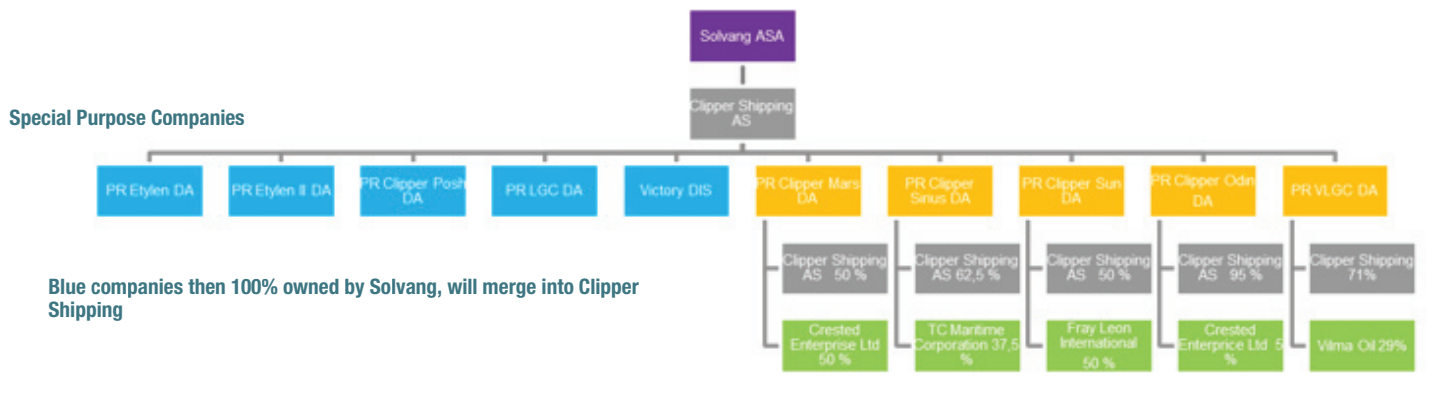 Solvang ASA
Clipper Shipping
AS
Special Purpose Companies
PR Etylen DA
PR Etylen II DA
PR Clipper Posh
DA
PR LGC DA
Victory DIS
PR Clipper Mars
DA
PR Clipper
Sirius DA
PR Clipper Sun
DA
PR Clipper Odin
DA
PR VLGC DA
Clipper Shipping
AS 50 %
Clipper Shipping
AS 62,5 %
Clipper Shipping
AS 50 %
Clipper Shipping
AS 95 %
Clipper Shipping
71%
Blue companies then 100% owned by Solvang, will merge into Clipper
Shipping
Crested
Enterprise Ltd
50 %
TC Maritime
Corporation 37,5
%
Fray Leon
International
50 %
Crested
Enterprice Ltd 5
%
Vilma Oil 29%